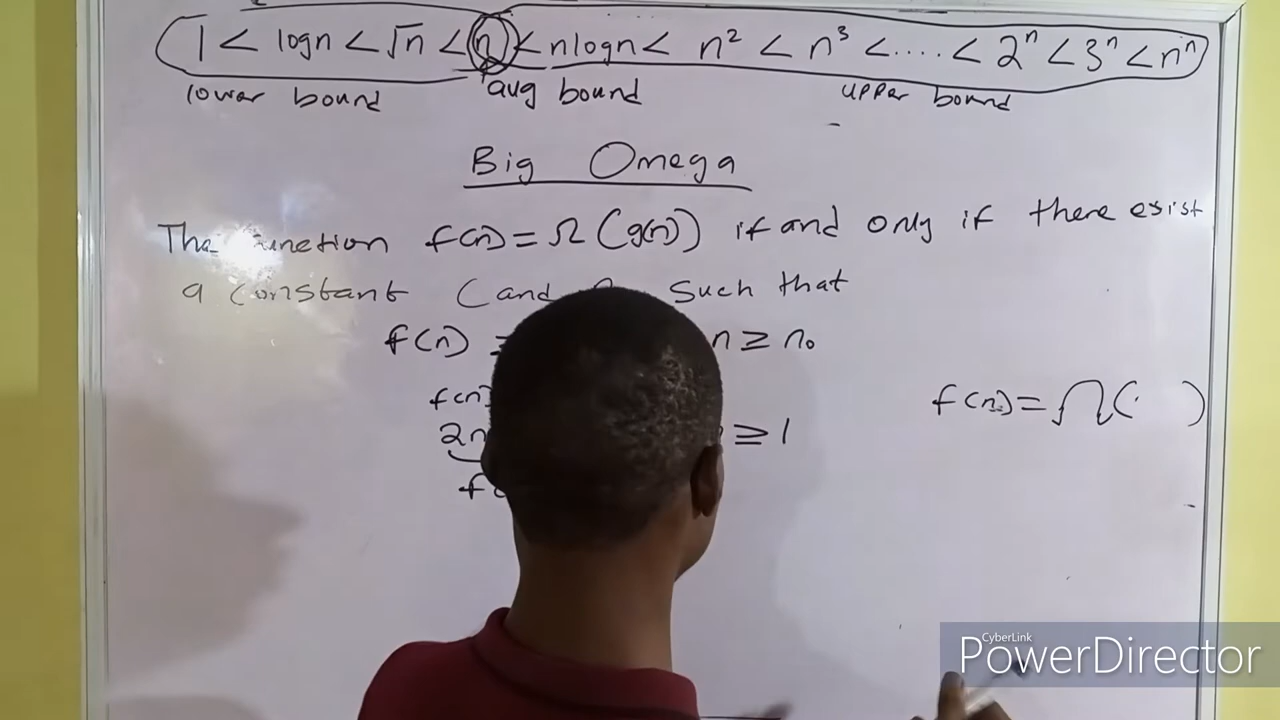 1 < logn < √n < n < nlogn < n² < n³ < .... < 2ⁿ < 3ⁿ < nⁿ
lower bound avg bound upper bound
Big Omega
The function f(n) = Ω (g(n)) if and only if there exist
a constant C and such that
f(n) n ≥ n₀
f(n) f(n) = Ω( )
2n ≥ 1
f(
CyberLink
PowerDirector